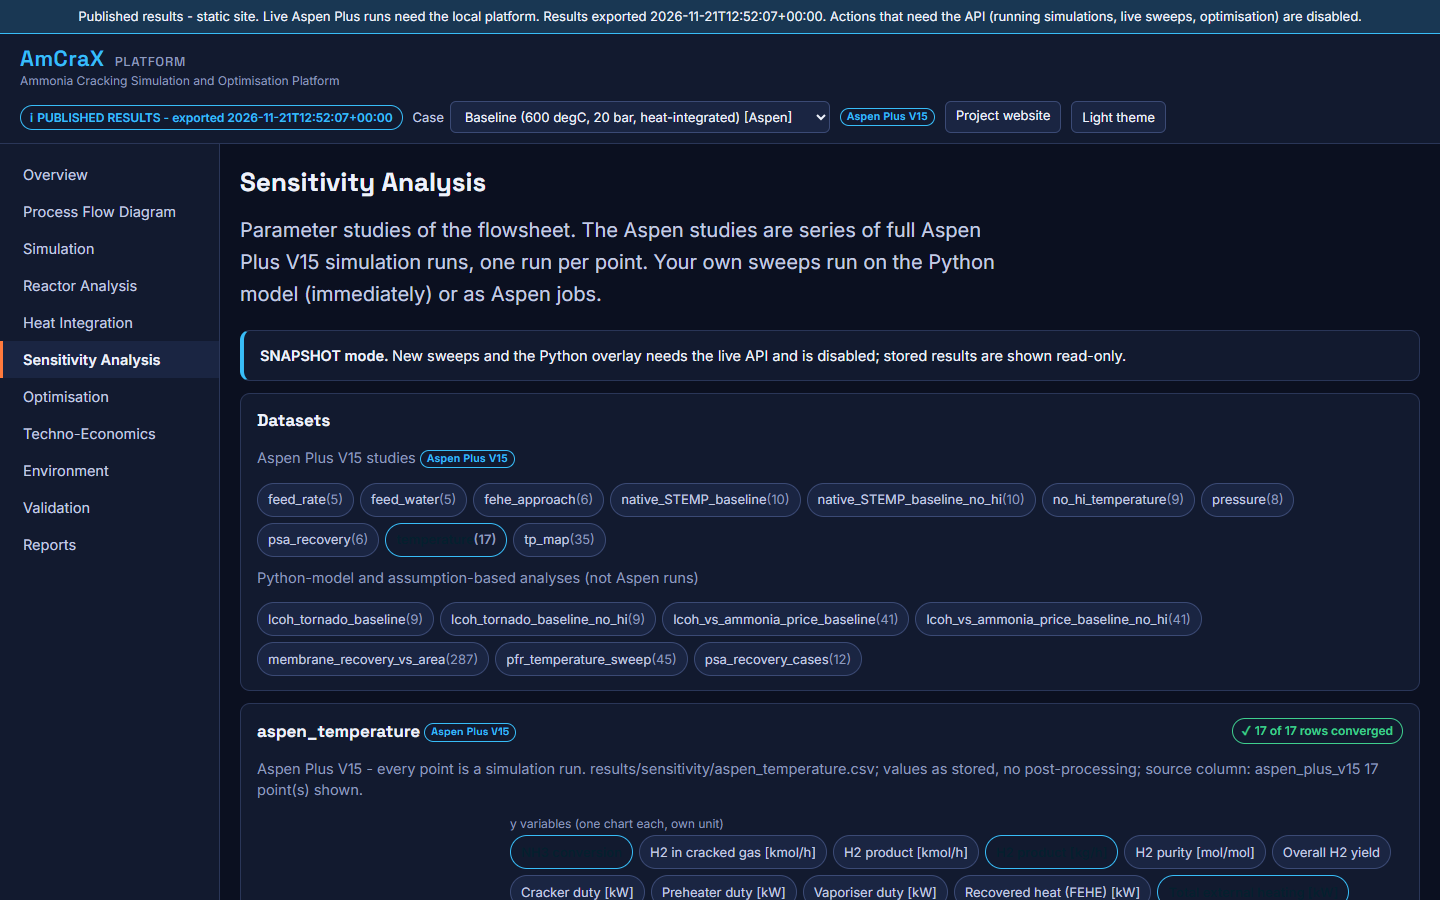 Published results - static site. Live Aspen Plus runs need the local platform. Results exported 2026-11-21T12:52:07+00:00. Actions that need the API (running simulations, live sweeps, optimisation) are disabled.
AmCraX PLATFORM
Ammonia Cracking Simulation and Optimisation Platform
i PUBLISHED RESULTS - exported 2026-11-21T12:52:07+00:00
Case
Baseline (600 degC, 20 bar, heat-integrated) [Aspen]
Aspen Plus V15
Project website
Light theme
Overview
Process Flow Diagram
Simulation
Reactor Analysis
Heat Integration
Sensitivity Analysis
Optimisation
Techno-Economics
Environment
Validation
Reports
Sensitivity Analysis
Parameter studies of the flowsheet. The Aspen studies are series of full Aspen
Plus V15 simulation runs, one run per point. Your own sweeps run on the Python
model (immediately) or as Aspen jobs.
SNAPSHOT mode. New sweeps and the Python overlay needs the live API and is disabled; stored results are shown read-only.
Datasets
Aspen Plus V15 studies Aspen Plus V15
feed_rate(5) feed_water(5) fehe_approach(6) native_STEMP_baseline(10) native_STEMP_baseline_no_hi(10) no_hi_temperature(9) pressure(8)
psa_recovery(6) (17) tp_map(35)
Python-model and assumption-based analyses (not Aspen runs)
lcoh_tornado_baseline(9) lcoh_tornado_baseline_no_hi(9) lcoh_vs_ammonia_price_baseline(41) lcoh_vs_ammonia_price_baseline_no_hi(41)
membrane_recovery_vs_area(287) pfr_temperature_sweep(45) psa_recovery_cases(12)
aspen_temperature Aspen Plus V15
✓ 17 of 17 rows converged
Aspen Plus V15 - every point is a simulation run. results/sensitivity/aspen_temperature.csv; values as stored, no post-processing; source column: aspen_plus_v15 17
point(s) shown.
y variables (one chart each, own unit)
H2 in cracked gas [kmol/h] H2 product [kmol/h] H2 purity [mol/mol] Overall H2 yield
Cracker duty [kW] Preheater duty [kW] Vaporiser duty [kW] Recovered heat (FEHE) [kW]